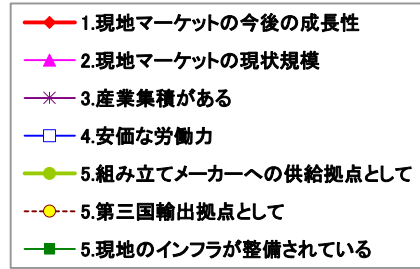 1.現地マーケットの今後の成長性
2.現地マーケットの現状規模
3.産業集積がある
4.安価な労働力
5.組み立てメーカーへの供給拠点として
5.第三国輸出拠点として
5.現地のインフラが整備されている